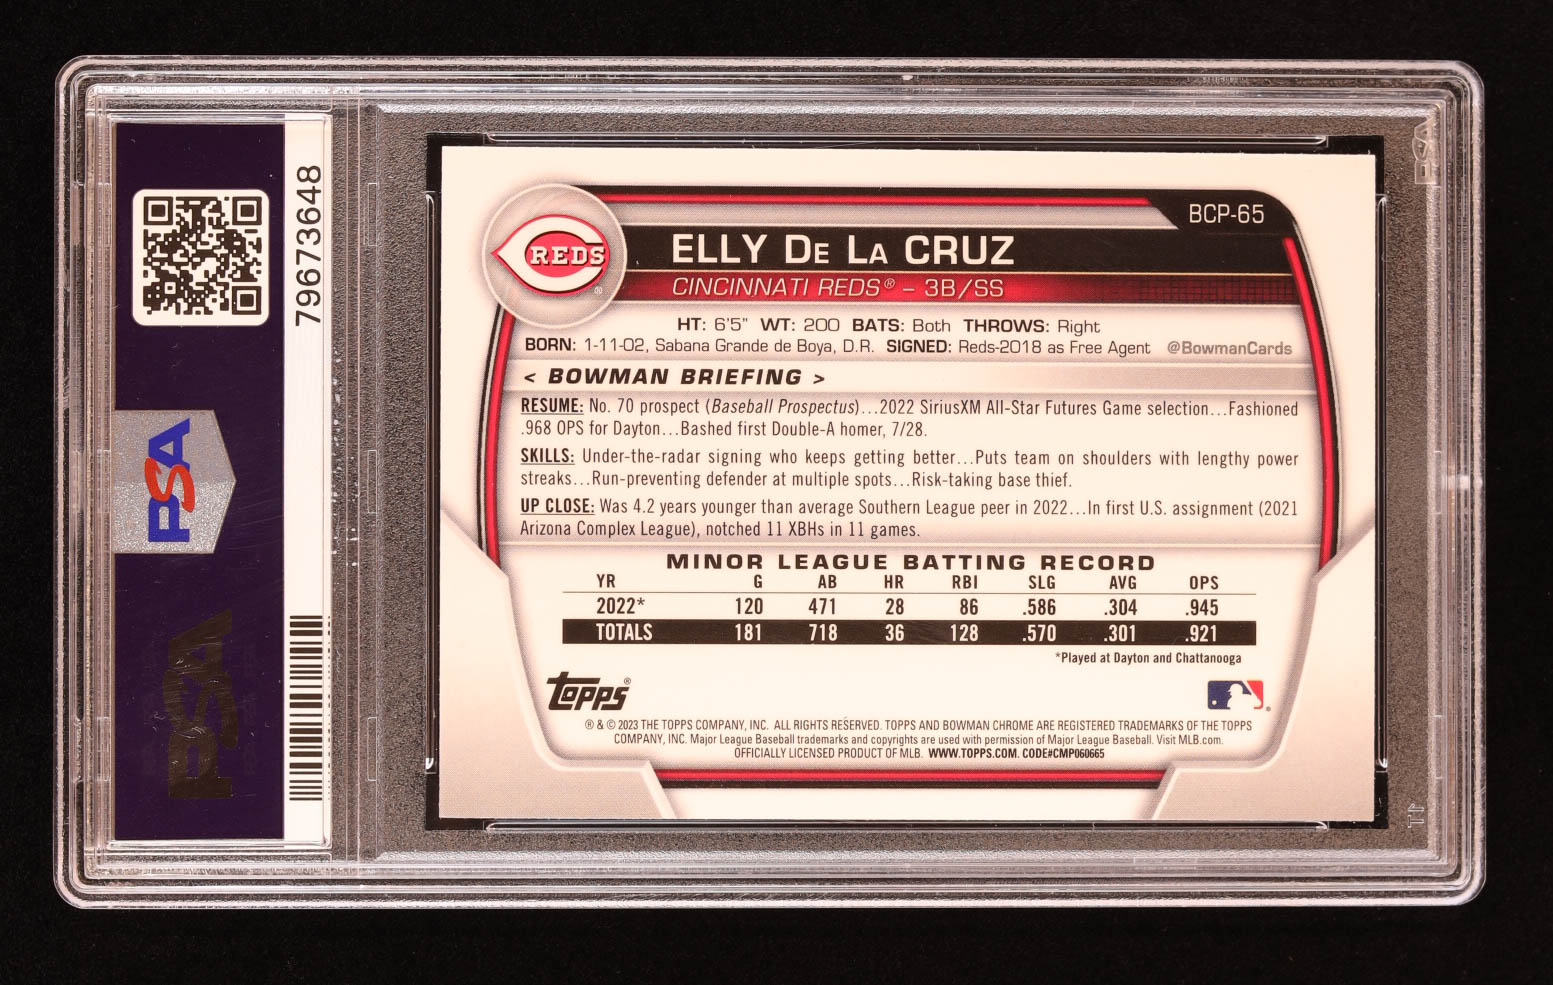 79673648
PSA
PSA
PSA
BCP-65
REDS
ELLY DE LA CRUZ
CINCINNATI REDS® – 3B/SS
HT: 6'5" WT: 200 BATS: Both THROWS: Right
BORN: 1-11-02, Sabana Grande de Boya, D.R. SIGNED: Reds-2018 as Free Agent @BowmanCards
< BOWMAN BRIEFING >
RESUME: No. 70 prospect (Baseball Prospectus)...2022 SiriusXM All-Star Futures Game selection...Fashioned
.968 OPS for Dayton...Bashed first Double-A homer, 7/28.
SKILLS: Under-the-radar signing who keeps getting better...Puts team on shoulders with lengthy power
streaks...Run-preventing defender at multiple spots...Risk-taking base thief.
UP CLOSE: Was 4.2 years younger than average Southern League peer in 2022...In first U.S. assignment (2021
Arizona Complex League), notched 11 XBHs in 11 games.
MINOR LEAGUE BATTING RECORD
YR G AB HR RBI SLG AVG OPS
2022* 120 471 28 86 .586 .304 .945
TOTALS 181 718 36 128 .570 .301 .921
*Played at Dayton and Chattanooga
topps®
® & © 2023 THE TOPPS COMPANY, INC. ALL RIGHTS RESERVED. TOPPS AND BOWMAN CHROME ARE REGISTERED TRADEMARKS OF THE TOPPS
COMPANY, INC. Major League Baseball trademarks and copyrights are used with permission of Major League Baseball. Visit MLB.com.
OFFICIALLY LICENSED PRODUCT OF MLB. WWW.TOPPS.COM. CODE#CMP060665